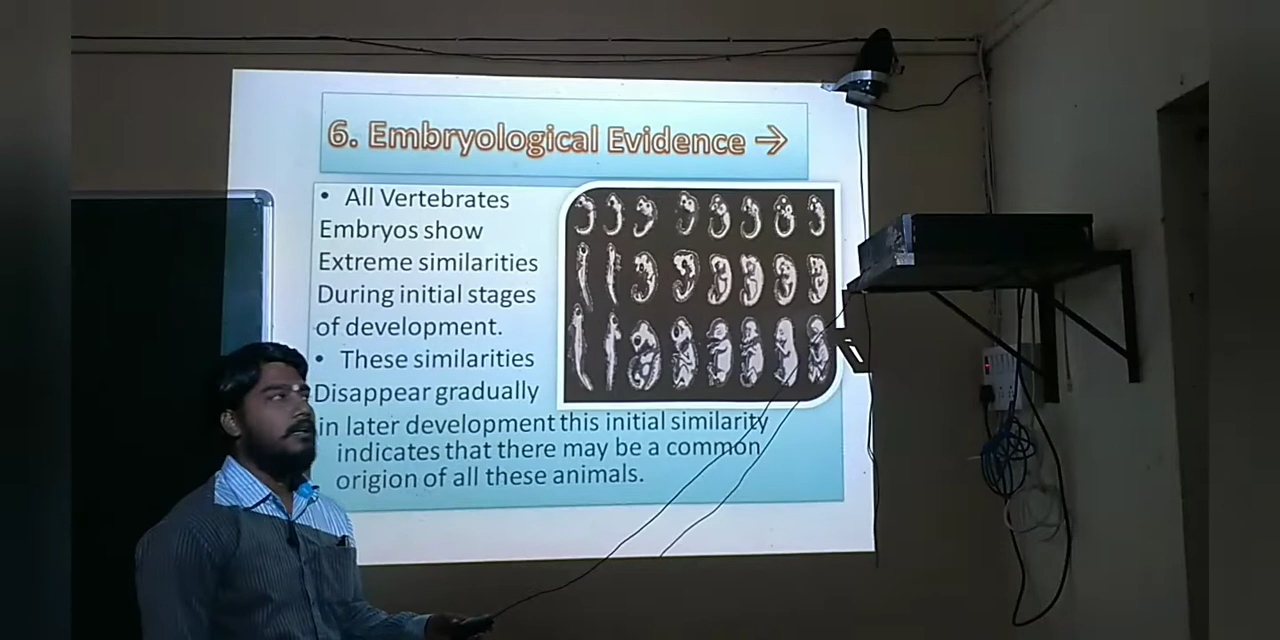 6. Embryological Evidence →
• All Vertebrates
Embryos show
Extreme similarities
During initial stages
of development.
• These similarities
Disappear gradually
in later development this initial similarity
indicates that there may be a common
origion of all these animals.